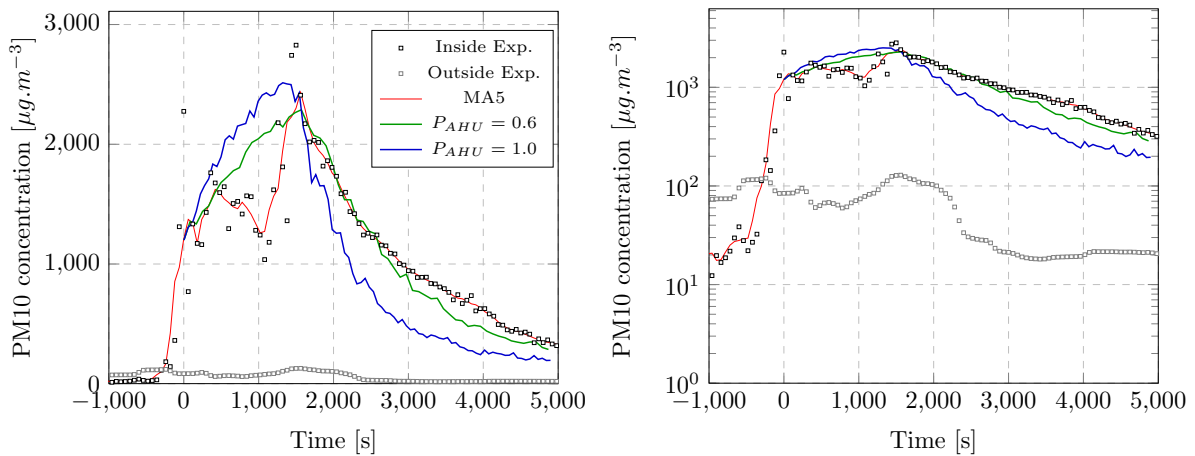 PM10 concentration [μg.m⁻³]
3,000
2,000
1,000
0
−1,000 0 1,000 2,000 3,000 4,000 5,000
Time [s]
Inside Exp.
Outside Exp.
MA5
P_AHU = 0.6
P_AHU = 1.0
PM10 concentration [μg.m⁻³]
10³
10²
10¹
10⁰
−1,000 0 1,000 2,000 3,000 4,000 5,000
Time [s]